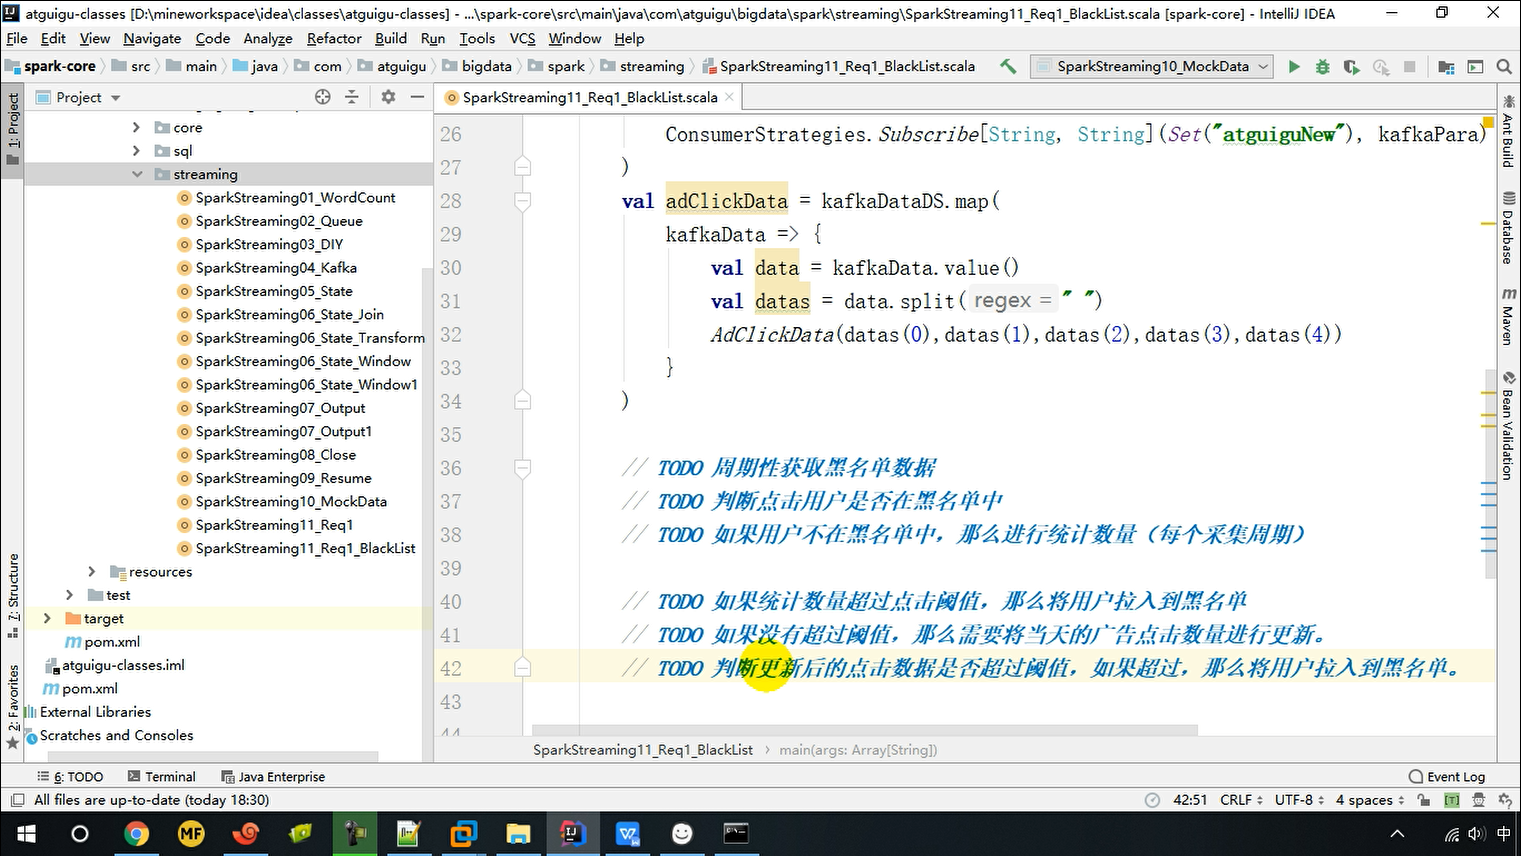 atguigu-classes [D:\mineworkspace\idea\classes\atguigu-classes] - ...\spark-core\src\main\java\com\atguigu\bigdata\spark\streaming\SparkStreaming11_Req1_BlackList.scala [spark-core] - IntelliJ IDEA
File Edit View Navigate Code Analyze Refactor Build Run Tools VCS Window Help
spark-core src main java com atguigu bigdata spark streaming SparkStreaming11_Req1_BlackList.scala SparkStreaming10_MockData
Project SparkStreaming11_Req1_BlackList.scala
1: Project
7: Structure
2: Favorites
core
sql
streaming
SparkStreaming01_WordCount
SparkStreaming02_Queue
SparkStreaming03_DIY
SparkStreaming04_Kafka
SparkStreaming05_State
SparkStreaming06_State_Join
SparkStreaming06_State_Transform
SparkStreaming06_State_Window
SparkStreaming06_State_Window1
SparkStreaming07_Output
SparkStreaming07_Output1
SparkStreaming08_Close
SparkStreaming09_Resume
SparkStreaming10_MockData
SparkStreaming11_Req1
SparkStreaming11_Req1_BlackList
resources
test
target
pom.xml
atguigu-classes.iml
pom.xml
External Libraries
Scratches and Consoles
26 ConsumerStrategies.Subscribe[String, String](Set("atguiguNew"), kafkaPara)
27 )
28 val adClickData = kafkaDataDS.map(
29 kafkaData => {
30 val data = kafkaData.value()
31 val datas = data.split( regex = " ")
32 AdClickData(datas(0),datas(1),datas(2),datas(3),datas(4))
33 }
34 )
35
36 // TODO 周期性获取黑名单数据
37 // TODO 判断点击用户是否在黑名单中
38 // TODO 如果用户不在黑名单中，那么进行统计数量（每个采集周期）
39
40 // TODO 如果统计数量超过点击阈值，那么将用户拉入到黑名单
41 // TODO 如果没有超过阈值，那么需要将当天的广告点击数量进行更新。
42 // TODO 判断更新后的点击数据是否超过阈值，如果超过，那么将用户拉入到黑名单。
43
44
SparkStreaming11_Req1_BlackList main(args: Array[String])
Ant Build
Database
Maven
Bean Validation
6: TODO Terminal Java Enterprise Event Log
All files are up-to-date (today 18:30) 42:51 CRLF UTF-8 4 spaces [T]
MF IJ 中